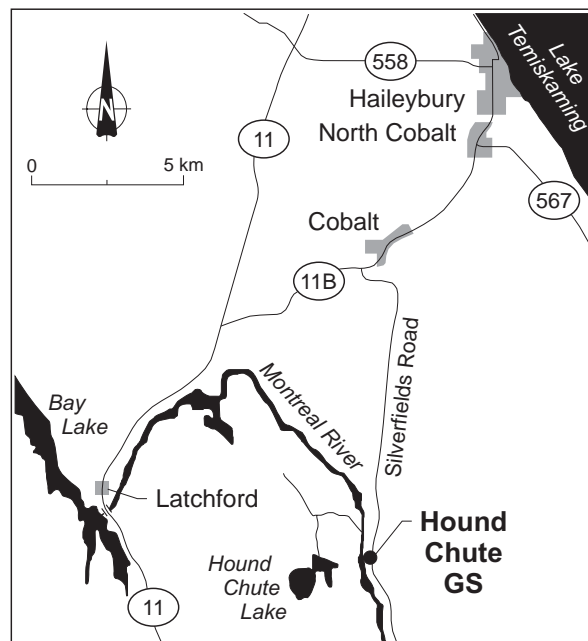 558
Lake
Temiskaming
Haileybury
N
11
North Cobalt
0 5 km
567
Cobalt
11B
Silverfields Road
Montreal River
Bay
Lake
Latchford
Hound
Chute
GS
Hound
Chute
Lake
11